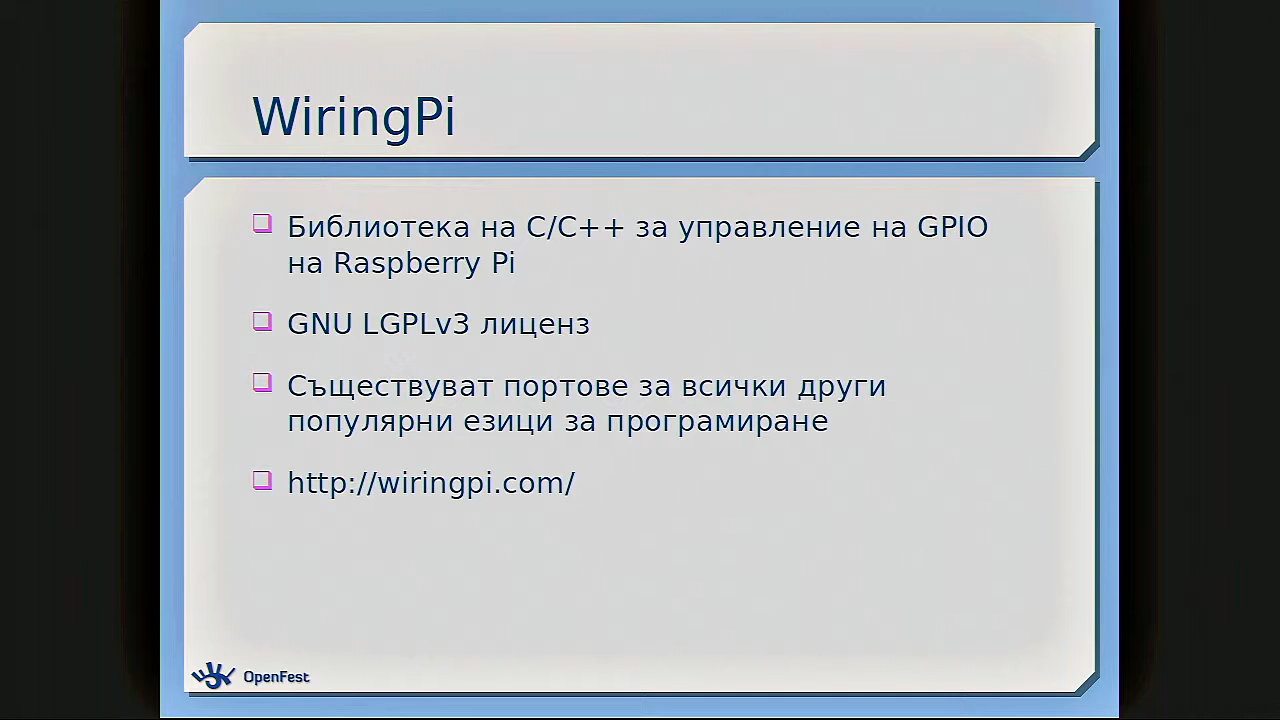 WiringPi
Библиотека на C/C++ за управление на GPIO
на Raspberry Pi
GNU LGPLv3 лиценз
Съществуват портове за всички други
популярни езици за програмиране
http://wiringpi.com/
OpenFest